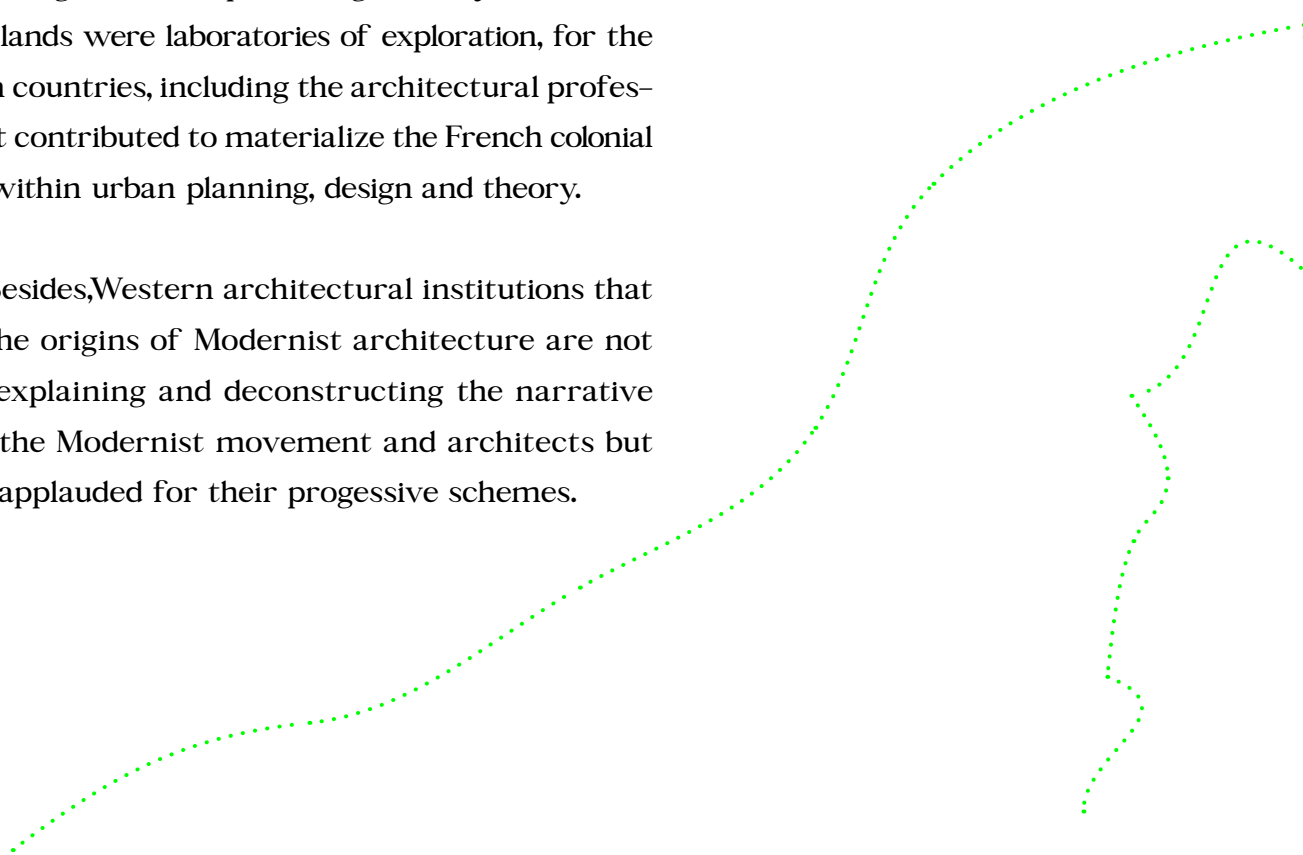 lands were laboratories of exploration, for the
countries, including the architectural profes–
contributed to materialize the French colonial
within urban planning, design and theory.
Besides,Western architectural institutions that
he origins of Modernist architecture are not
explaining and deconstructing the narrative
the Modernist movement and architects but
applauded for their progessive schemes.